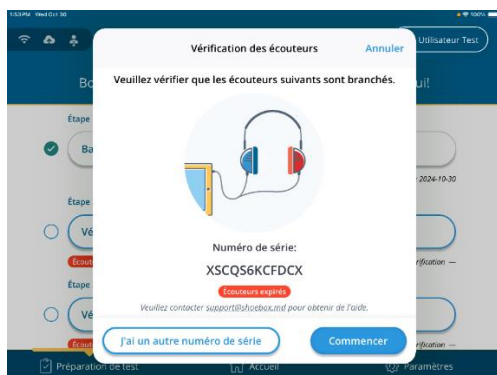 1:53 PM Wed Oct 30
100%
Utilisateur Test
Vérification des écouteurs
Annuler
Veuillez vérifier que les écouteurs suivants sont branchés.
Étape
2024-10-30
Étape
Numéro de série:
XSCQS6KCFDCX
Écouteurs expirés
Veuillez contacter support@shoebox.md pour obtenir de l'aide.
Étape
J'ai un autre numéro de série
Commencer
Préparation de test
Accueil
Paramètres